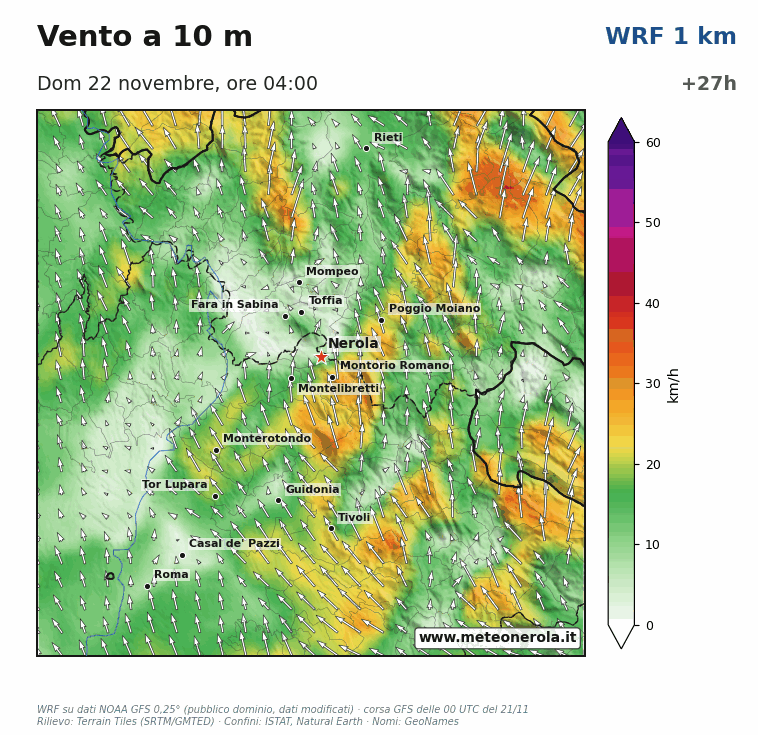 Vento a 10 m
WRF 1 km
Dom 22 novembre, ore 04:00
+27h
Rieti
Mompeo
Fara in Sabina
Toffia
Poggio Moiano
Nerola
Montorio Romano
Montelibretti
Monterotondo
Tor Lupara
Guidonia
Tivoli
Casal de' Pazzi
Roma
www.meteonerola.it
60
50
40
30
20
10
0
km/h
WRF su dati NOAA GFS 0,25° (pubblico dominio, dati modificati) · corsa GFS delle 00 UTC del 21/11
Rilievo: Terrain Tiles (SRTM/GMTED) · Confini: ISTAT, Natural Earth · Nomi: GeoNames